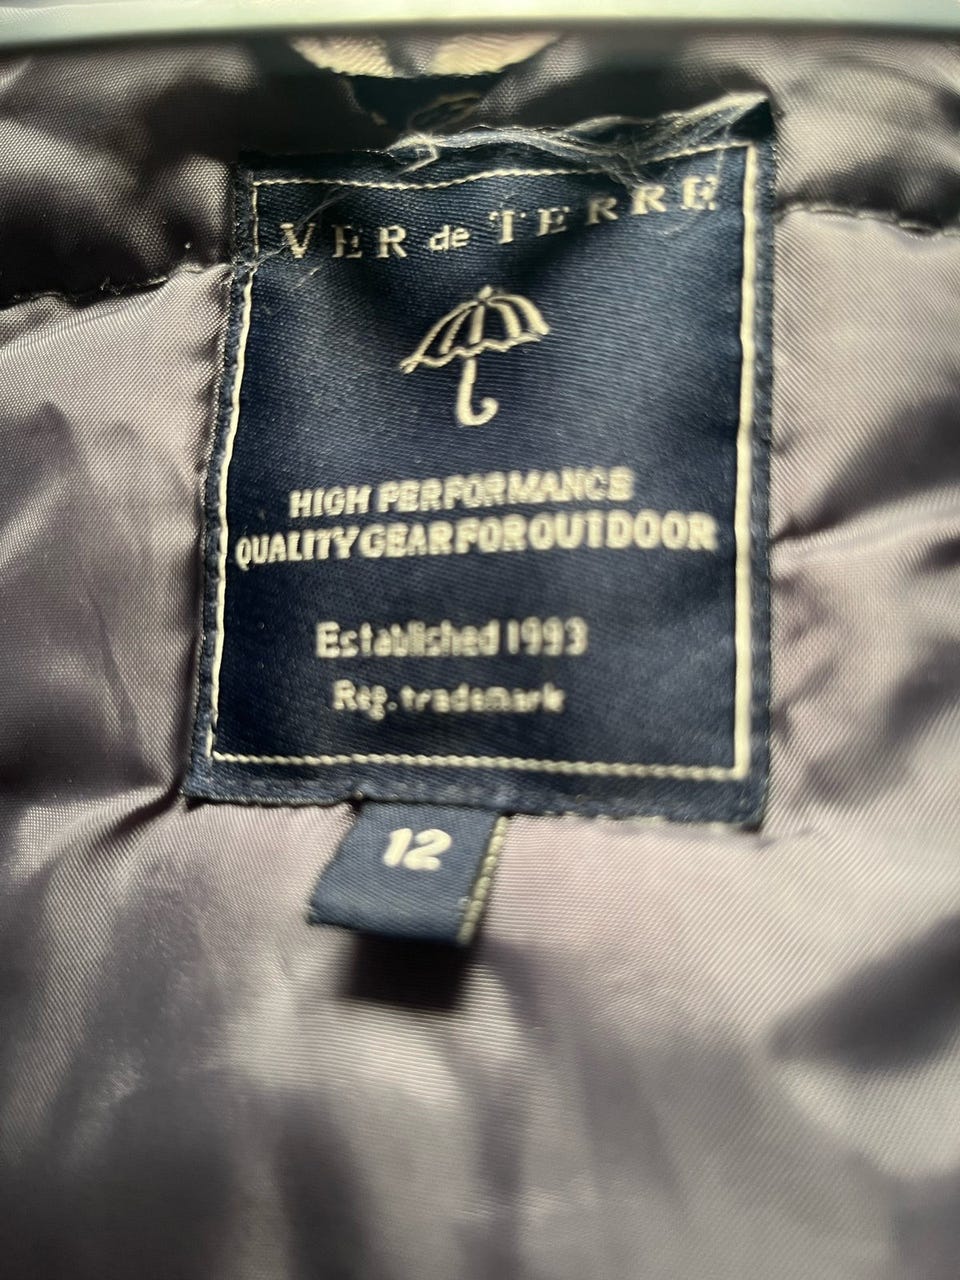 VER de TERRE
HIGH PERFORMANCE
QUALITY GEAR FOR OUTDOOR
Established 1993
Reg. trademark
12